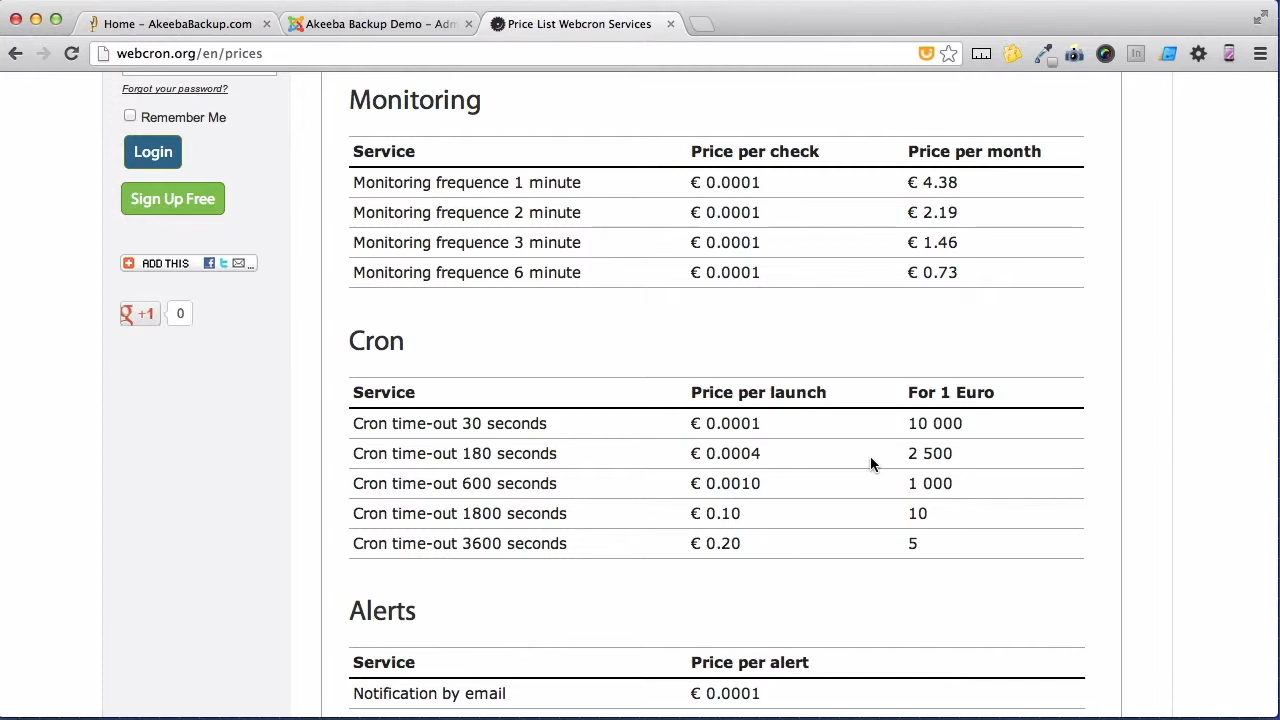 Home – AkeebaBackup.com
Akeeba Backup Demo – Adm
Price List Webcron Services
webcron.org/en/prices
Forgot your password?
Remember Me
Login
Sign Up Free
ADD THIS
+1 0
Monitoring
Service Price per check Price per month
Monitoring frequence 1 minute € 0.0001 € 4.38
Monitoring frequence 2 minute € 0.0001 € 2.19
Monitoring frequence 3 minute € 0.0001 € 1.46
Monitoring frequence 6 minute € 0.0001 € 0.73
Cron
Service Price per launch For 1 Euro
Cron time-out 30 seconds € 0.0001 10 000
Cron time-out 180 seconds € 0.0004 2 500
Cron time-out 600 seconds € 0.0010 1 000
Cron time-out 1800 seconds € 0.10 10
Cron time-out 3600 seconds € 0.20 5
Alerts
Service Price per alert
Notification by email € 0.0001